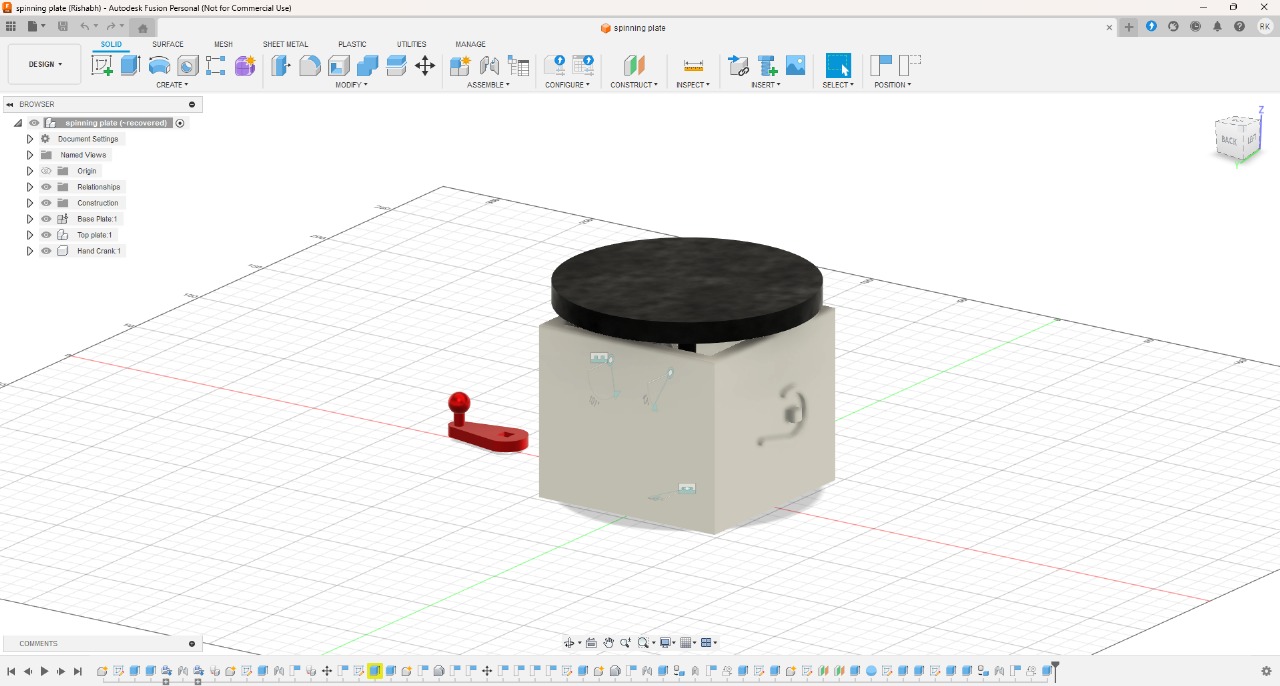 spinning plate (Rishabh) - Autodesk Fusion Personal (Not for Commercial Use)
spinning plate
RK
DESIGN
SOLID
SURFACE
MESH
SHEET METAL
PLASTIC
UTILITIES
MANAGE
CREATE
MODIFY
ASSEMBLE
CONFIGURE
CONSTRUCT
INSPECT
INSERT
SELECT
POSITION
BROWSER
spinning plate (~recovered)
Document Settings
Named Views
Origin
Relationships
Construction
Base Plate:1
Top plate:1
Hand Crank:1
Z
BACK
LEFT
COMMENTS